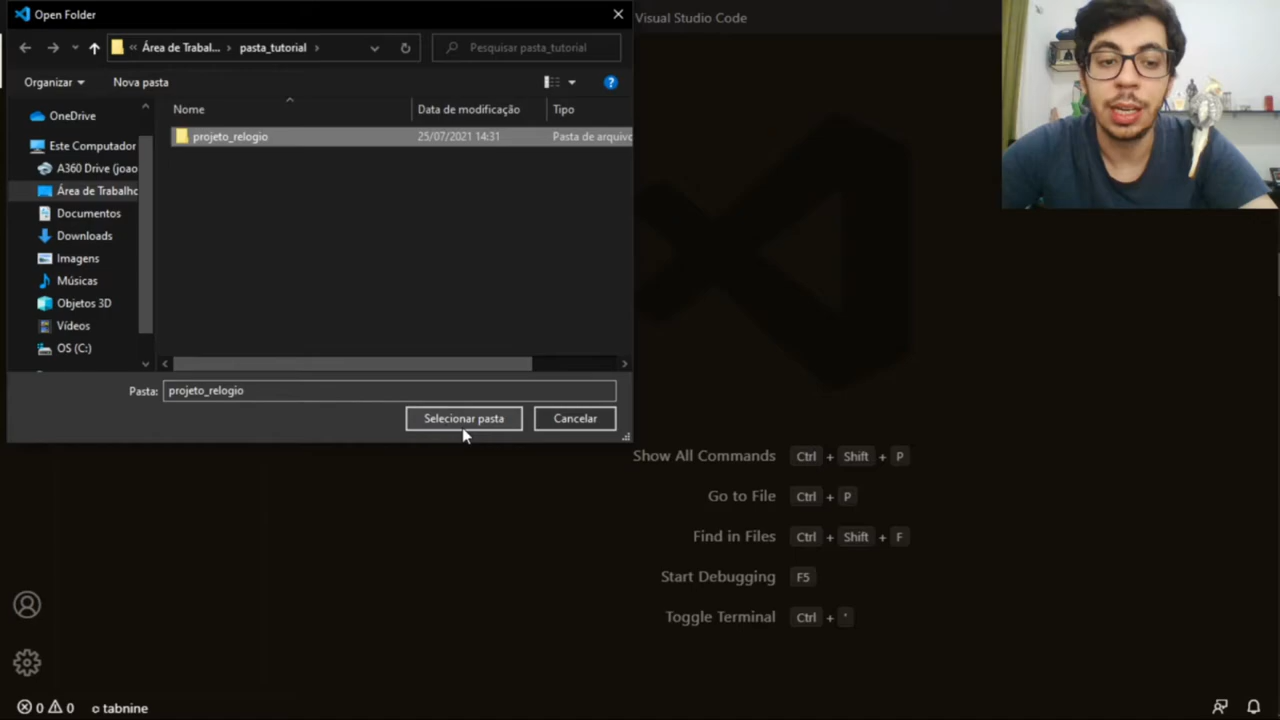 Open Folder
Visual Studio Code
« Área de Trabal... › pasta_tutorial ›
Pesquisar pasta_tutorial
Organizar
Nova pasta
Nome
Data de modificação
Tipo
OneDrive
Este Computador
A360 Drive (joao
Área de Trabalho
Documentos
Downloads
Imagens
Músicas
Objetos 3D
Vídeos
OS (C:)
projeto_relogio 25/07/2021 14:31 Pasta de arquivo
Pasta: projeto_relogio
Selecionar pasta
Cancelar
Show All Commands Ctrl + Shift + P
Go to File Ctrl + P
Find in Files Ctrl + Shift + F
Start Debugging F5
Toggle Terminal Ctrl + '
0 0 tabnine